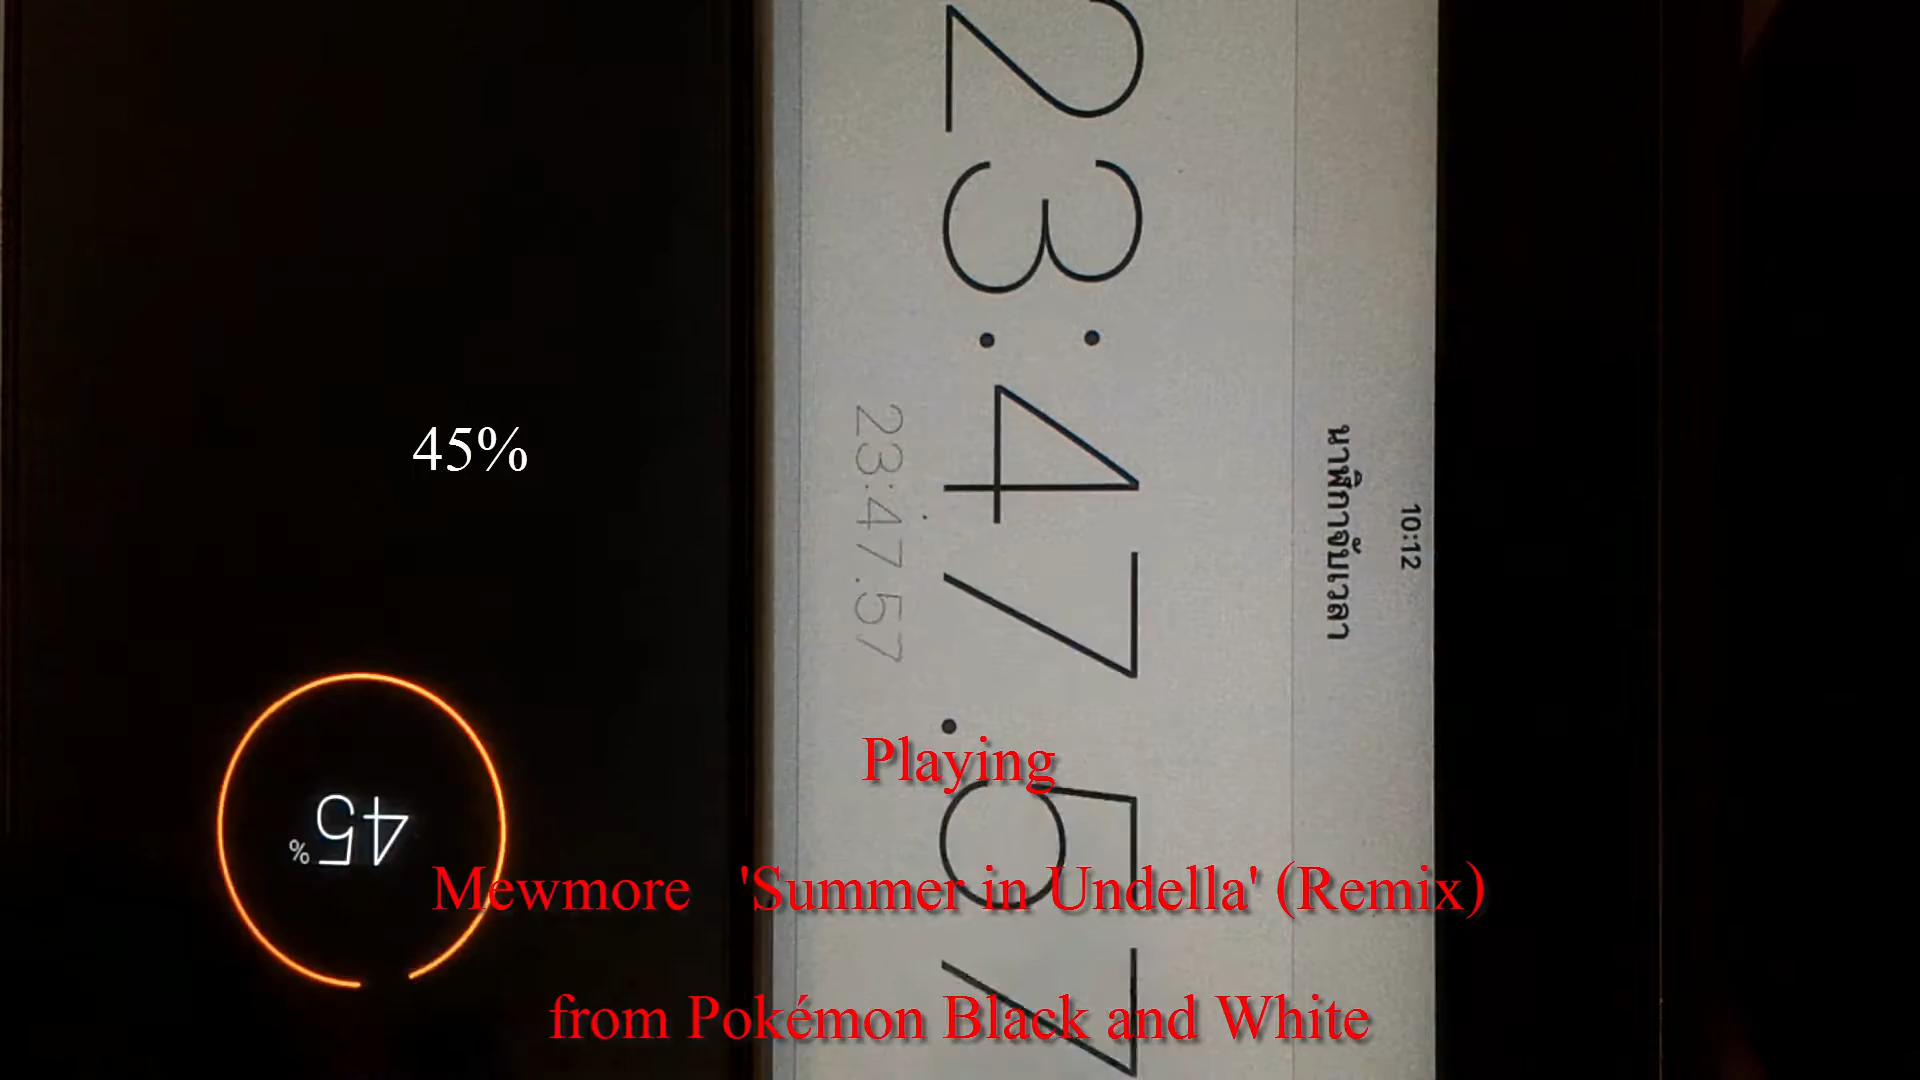 10:12
นาฬิกาจับเวลา
23:47.57
23:47.57
45%
45%
Playing
Mewmore 'Summer in Undella' (Remix)
from Pokémon Black and White